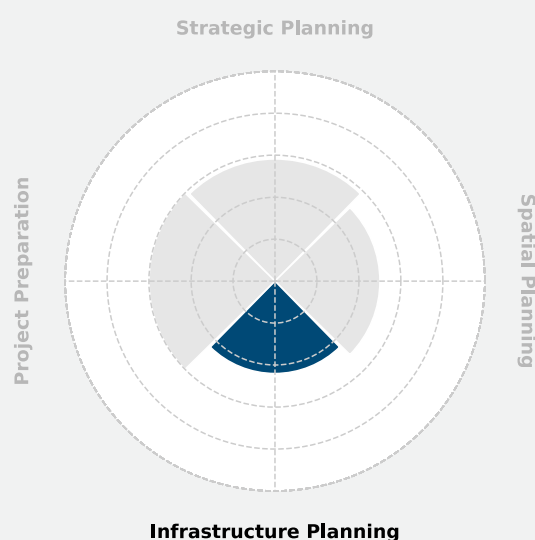 Strategic Planning
Project Preparation
Spatial Planning
Infrastructure Planning